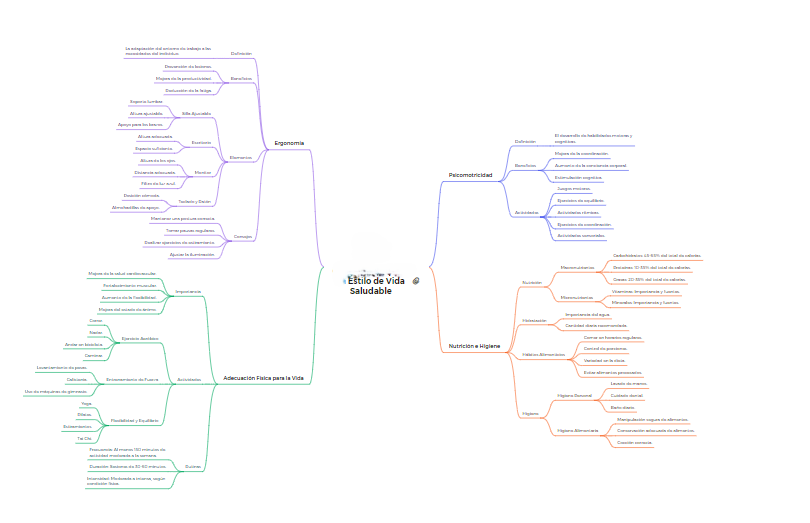 La adaptación del entorno de trabajo a las
necesidades del individuo.
Definición
Prevención de lesiones.
Mejora de la productividad.
Reducción de la fatiga.
Beneficios
Soporte lumbar.
Altura ajustable.
Apoyo para los brazos.
Silla Ajustable
Altura adecuada.
Espacio suficiente.
Escritorio
Altura de los ojos.
Distancia adecuada.
Filtro de luz azul.
Monitor
Posición cómoda.
Almohadillas de apoyo.
Teclado y Ratón
Elementos
Mantener una postura correcta.
Tomar pausas regulares.
Realizar ejercicios de estiramiento.
Ajustar la iluminación.
Consejos
Ergonomía
Mejora de la salud cardiovascular.
Fortalecimiento muscular.
Aumento de la flexibilidad.
Mejora del estado de ánimo.
Importancia
Correr.
Nadar.
Andar en bicicleta.
Caminar.
Ejercicio Aeróbico
Levantamiento de pesas.
Calistenia.
Uso de máquinas de gimnasio.
Entrenamiento de Fuerza
Yoga.
Pilates.
Estiramientos.
Tai Chi.
Flexibilidad y Equilibrio
Actividades
Frecuencia: Al menos 150 minutos de
actividad moderada a la semana.
Duración: Sesiones de 30-60 minutos.
Intensidad: Moderada a intensa, según
condición física.
Rutinas
Adecuación Física para la Vida
Estilo de Vida
Saludable
Psicomotricidad
Definición
El desarrollo de habilidades motoras y
cognitivas.
Beneficios
Mejora de la coordinación.
Aumento de la conciencia corporal.
Estimulación cognitiva.
Actividades
Juegos motores.
Ejercicios de equilibrio.
Actividades rítmicas.
Ejercicios de coordinación.
Actividades sensoriales.
Nutrición e Higiene
Nutrición
Macronutrientes
Carbohidratos: 45-65% del total de calorías.
Proteínas: 10-35% del total de calorías.
Grasas: 20-35% del total de calorías.
Micronutrientes
Vitaminas: Importancia y fuentes.
Minerales: Importancia y fuentes.
Hidratación
Importancia del agua.
Cantidad diaria recomendada.
Hábitos Alimentarios
Comer en horarios regulares.
Control de porciones.
Variedad en la dieta.
Evitar alimentos procesados.
Higiene
Higiene Personal
Lavado de manos.
Cuidado dental.
Baño diario.
Higiene Alimentaria
Manipulación segura de alimentos.
Conservación adecuada de alimentos.
Cocción correcta.